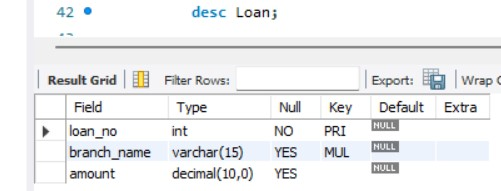 42 desc Loan;
Result Grid Filter Rows: Export: Wrap
Field Type Null Key Default Extra
loan_no int NO PRI NULL
branch_name varchar(15) YES MUL NULL
amount decimal(10,0) YES NULL